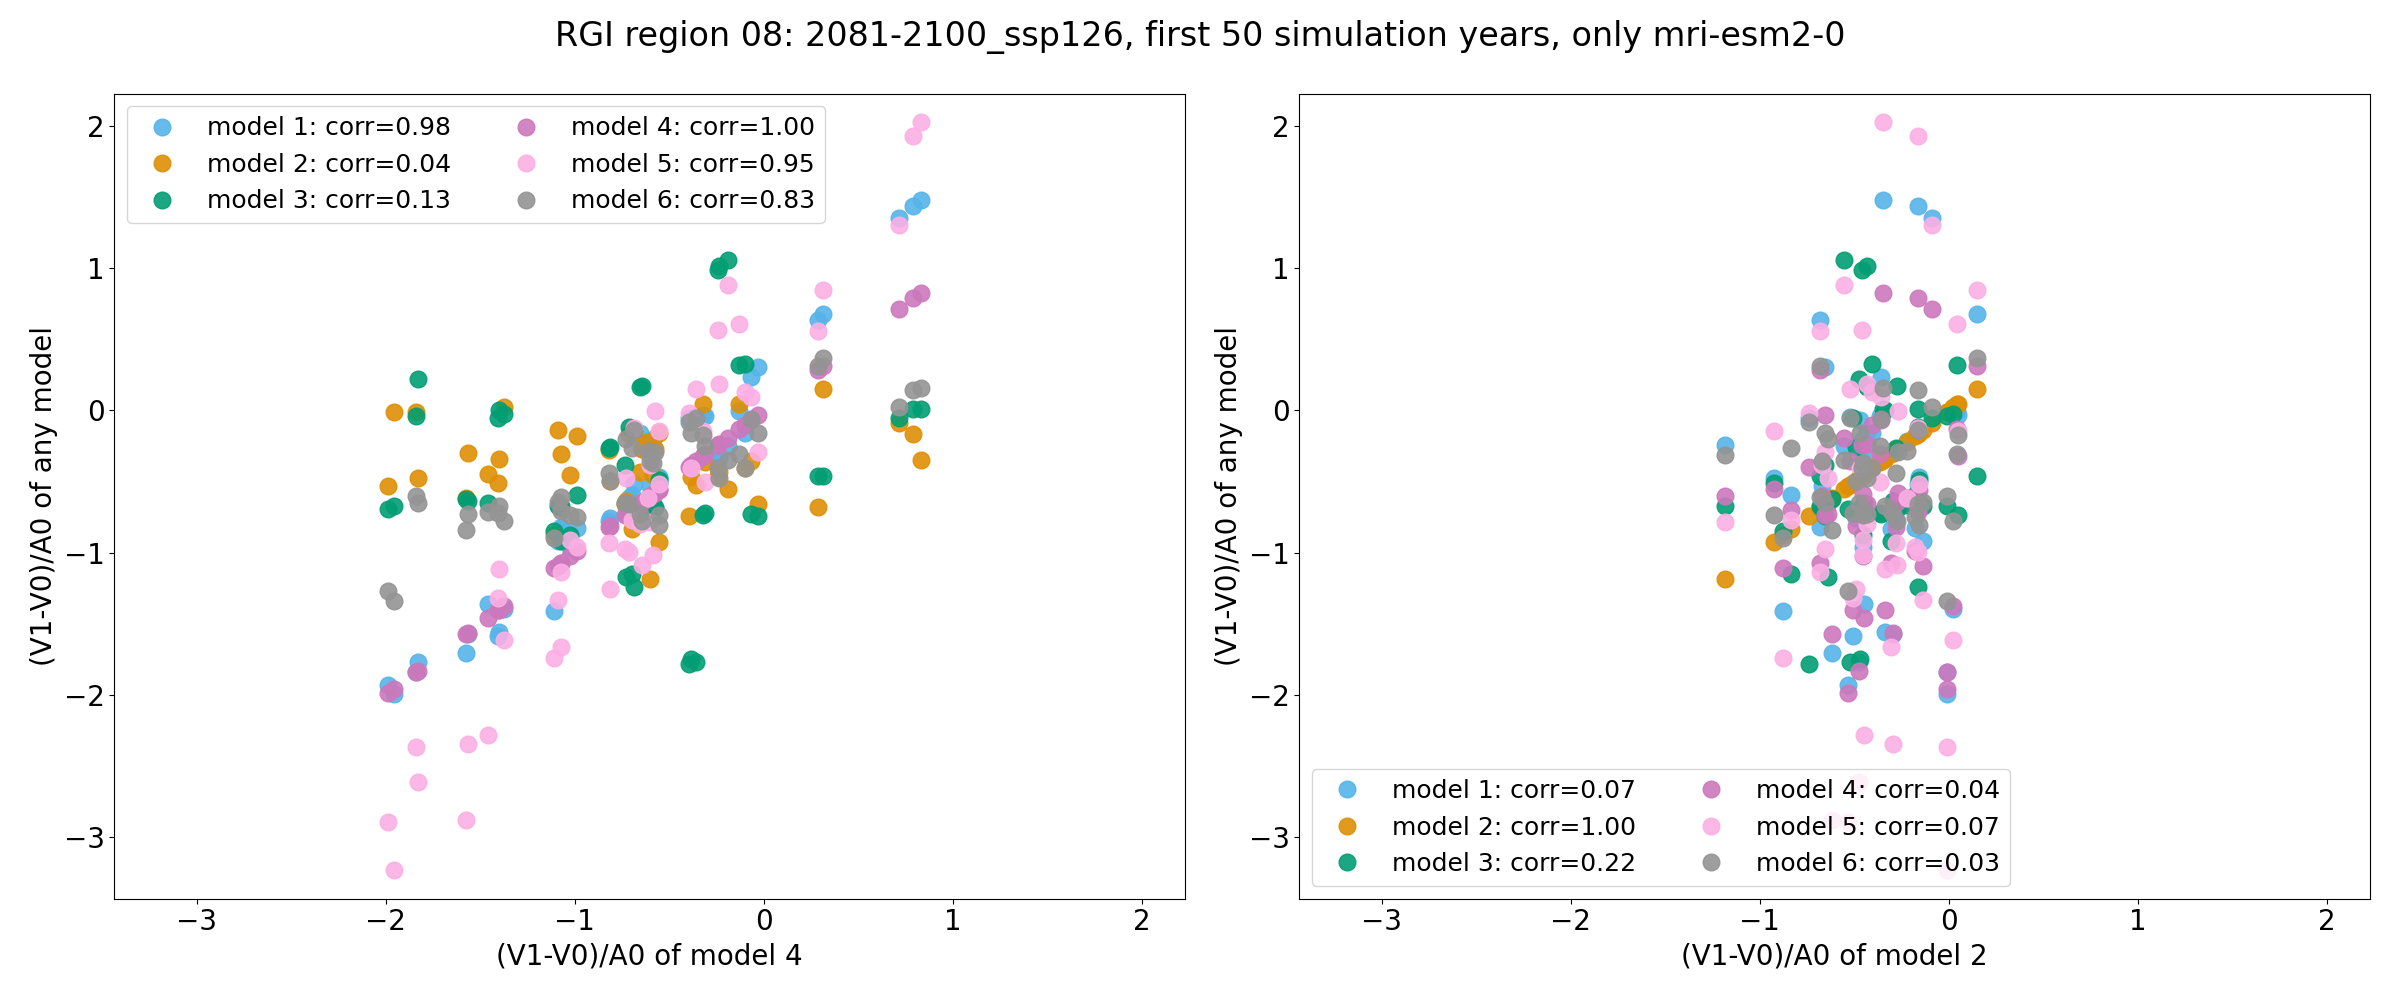 RGI region 08: 2081-2100_ssp126, first 50 simulation years, only mri-esm2-0
(V1-V0)/A0 of any model
2
1
0
−1
−2
−3
model 1: corr=0.98
model 2: corr=0.04
model 3: corr=0.13
model 4: corr=1.00
model 5: corr=0.95
model 6: corr=0.83
−3 −2 −1 0 1 2
(V1-V0)/A0 of model 4
(V1-V0)/A0 of any model
2
1
0
−1
−2
−3
model 1: corr=0.07
model 2: corr=1.00
model 3: corr=0.22
model 4: corr=0.04
model 5: corr=0.07
model 6: corr=0.03
−3 −2 −1 0 1 2
(V1-V0)/A0 of model 2